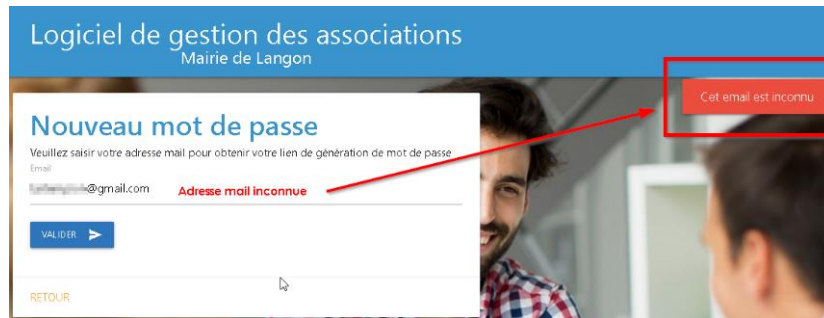 Logiciel de gestion des associations
Mairie de Langon
Cet email est inconnu
Nouveau mot de passe
Veuillez saisir votre adresse mail pour obtenir votre lien de génération de mot de passe
Email
@gmail.com Adresse mail inconnue
VALIDER
RETOUR